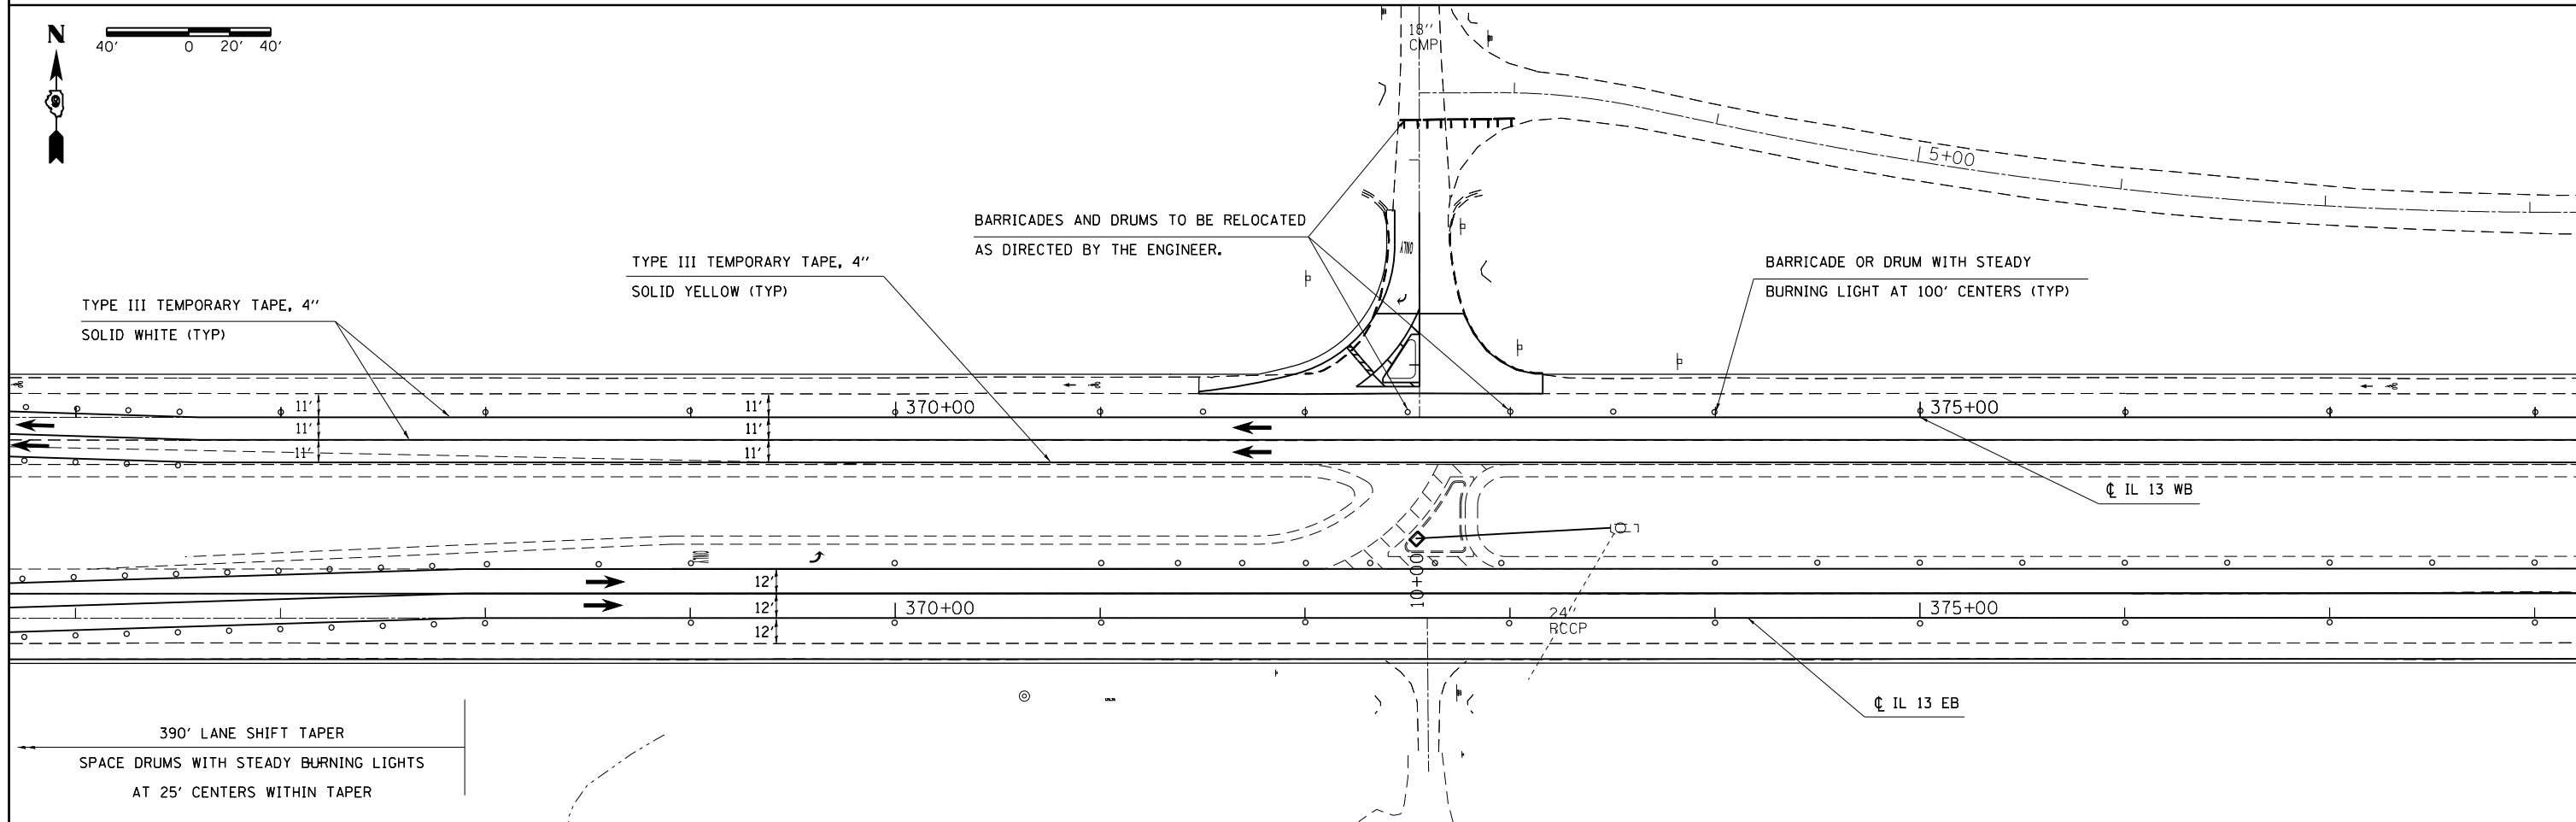 N
40' 0 20' 40'
18"
CMP
5+00
BARRICADES AND DRUMS TO BE RELOCATED
AS DIRECTED BY THE ENGINEER.
ONLY
TYPE III TEMPORARY TAPE, 4"
SOLID YELLOW (TYP)
BARRICADE OR DRUM WITH STEADY
BURNING LIGHT AT 100' CENTERS (TYP)
TYPE III TEMPORARY TAPE, 4"
SOLID WHITE (TYP)
11' 11' 370+00 375+00
11' 11'
11' 11'
℄ IL 13 WB
10+00
12'
12' 370+00 375+00
12'
24"
RCCP
℄ IL 13 EB
390' LANE SHIFT TAPER
SPACE DRUMS WITH STEADY BURNING LIGHTS
AT 25' CENTERS WITHIN TAPER